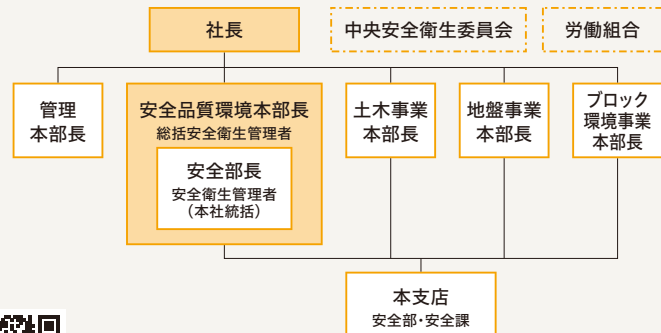 社長
中央安全衛生委員会
労働組合
管理
本部長
安全品質環境本部長
総括安全衛生管理者
安全部長
安全衛生管理者
(本社統括)
土木事業
本部長
地盤事業
本部長
ブロック
環境事業
本部長
本支店
安全部・安全課